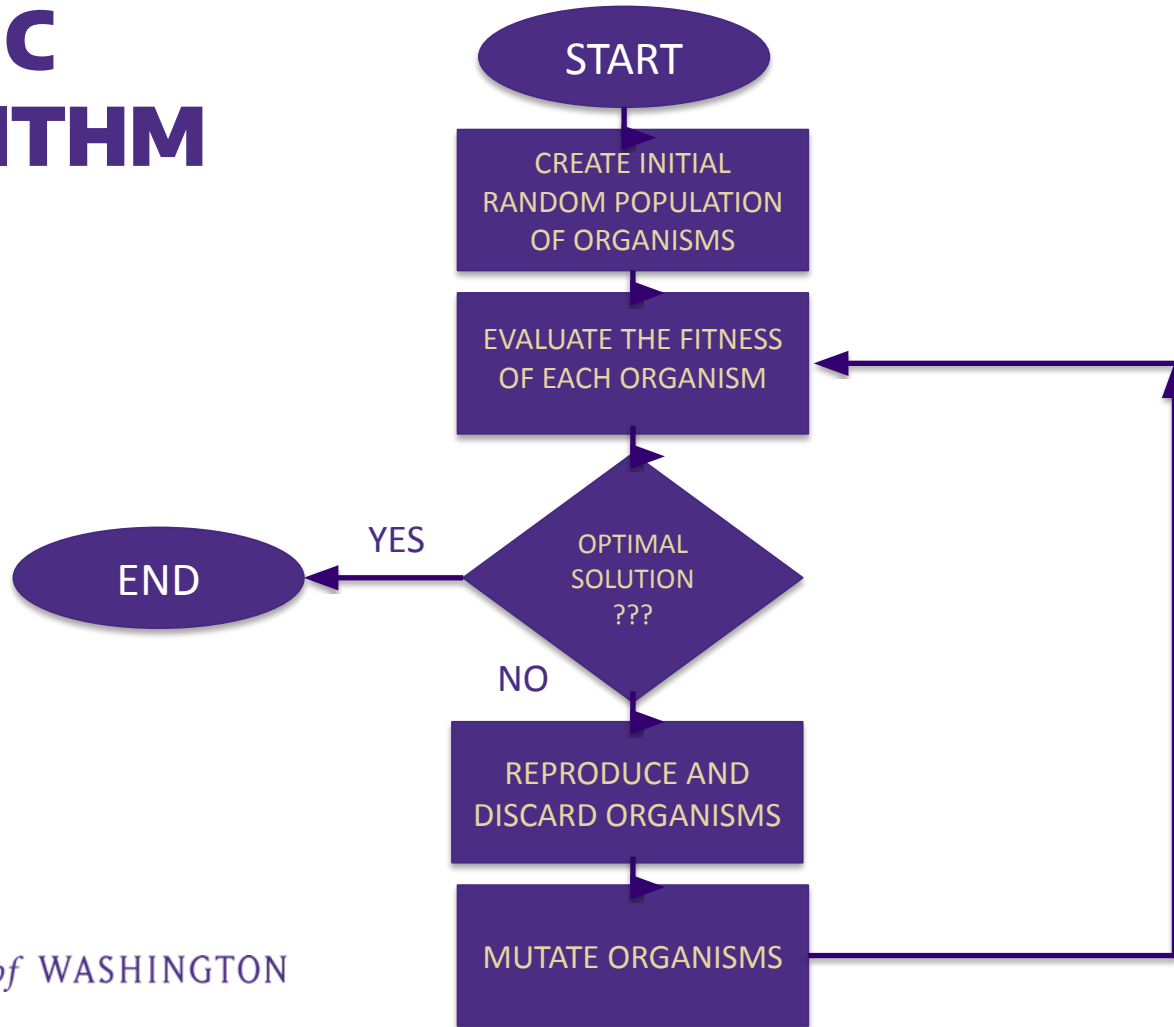 C
ITHM
START
CREATE INITIAL
RANDOM POPULATION
OF ORGANISMS
EVALUATE THE FITNESS
OF EACH ORGANISM
YES
OPTIMAL
SOLUTION
???
END
NO
REPRODUCE AND
DISCARD ORGANISMS
MUTATE ORGANISMS
of WASHINGTON